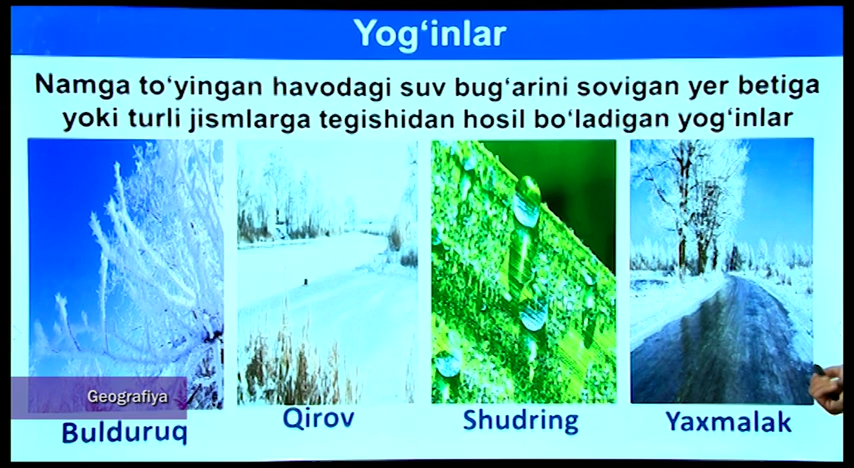 Yog‘inlar
Namga to‘yingan havodagi suv bug‘arini sovigan yer betiga
yoki turli jismlarga tegishidan hosil bo‘ladigan yog‘inlar
Geografiya
Bulduruq
Qirov
Shudring
Yaxmalak